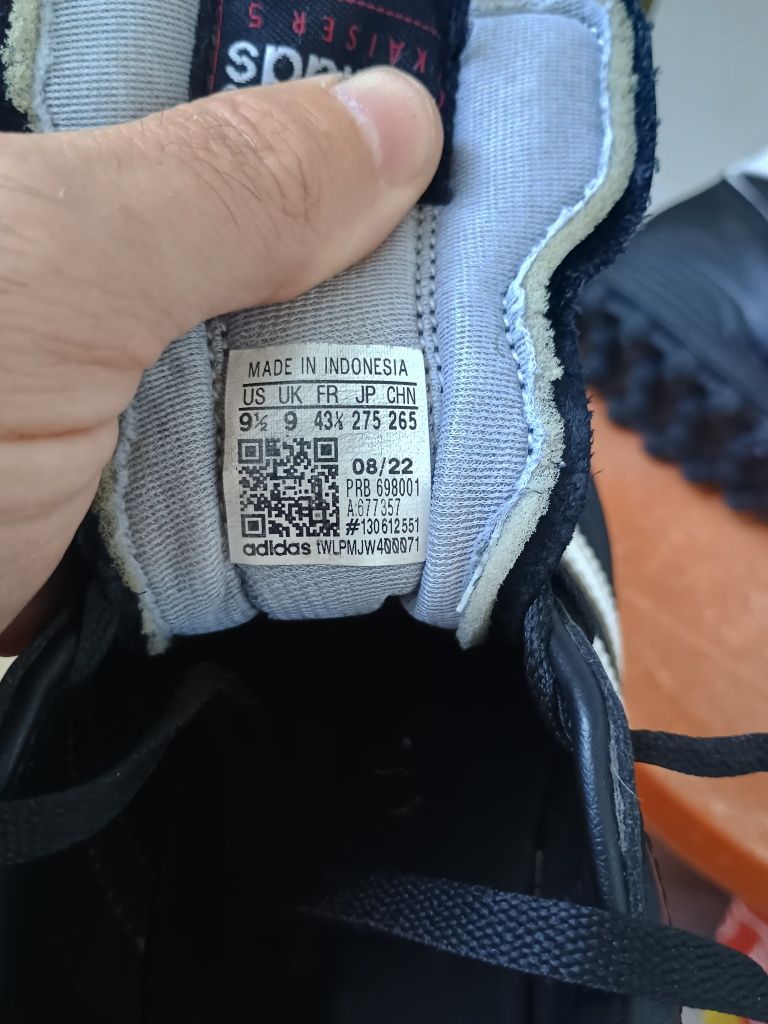 KAISER 5
MADE IN INDONESIA
US UK FR JP CHN
9½ 9 43⅓ 275 265
08/22
PRB 698001
A:677357
#130612551
adidas tWLPMJW400071